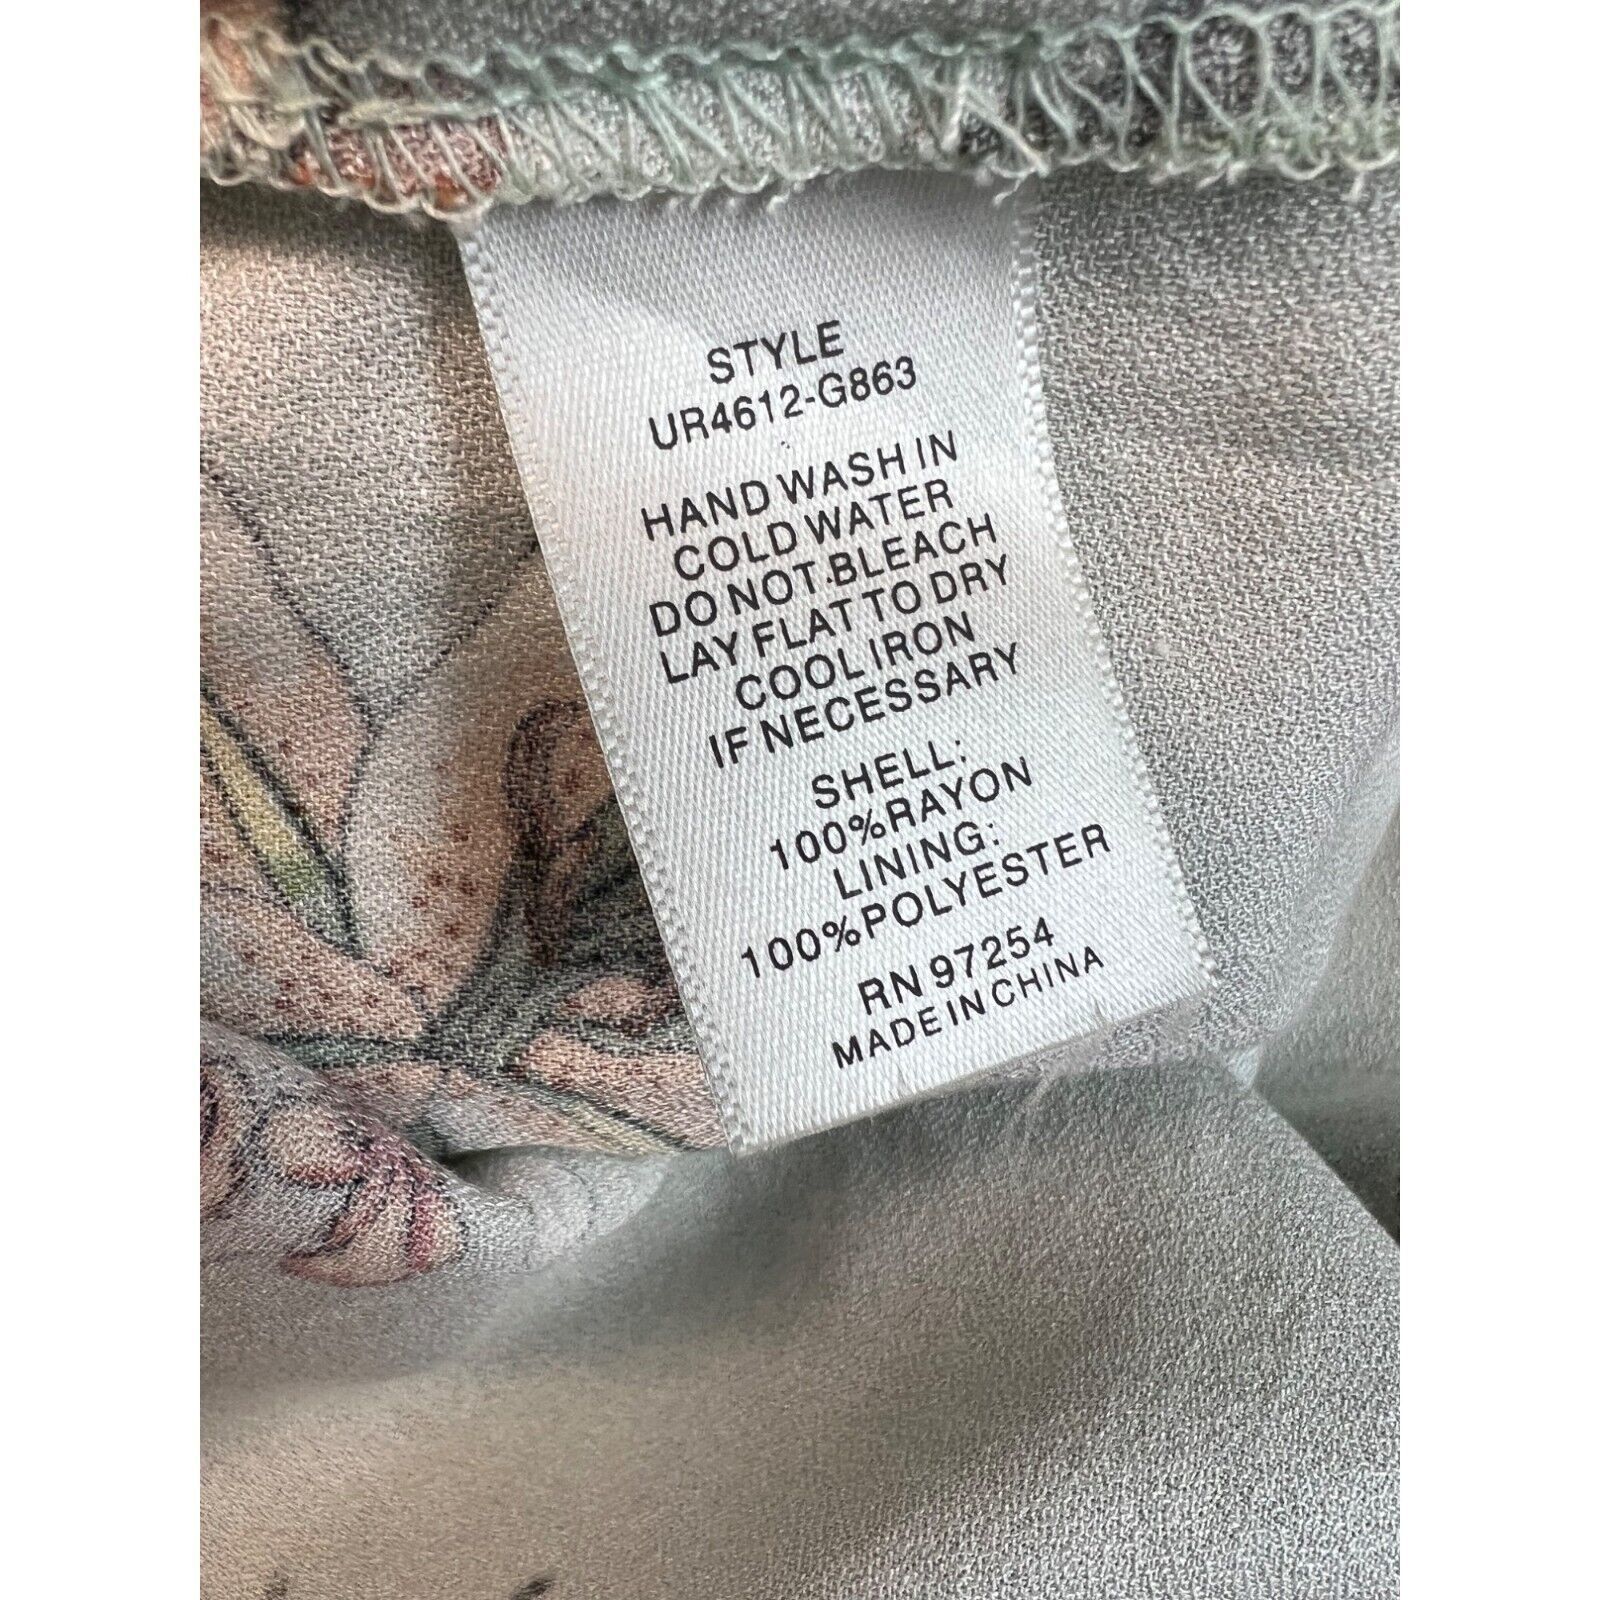 STYLE
UR4612-G863
HAND WASH IN
COLD WATER
DO NOT BLEACH
LAY FLAT TO DRY
COOL IRON
IF NECESSARY
SHELL:
100%RAYON
LINING:
100%POLYESTER
RN 97254
MADE IN CHINA